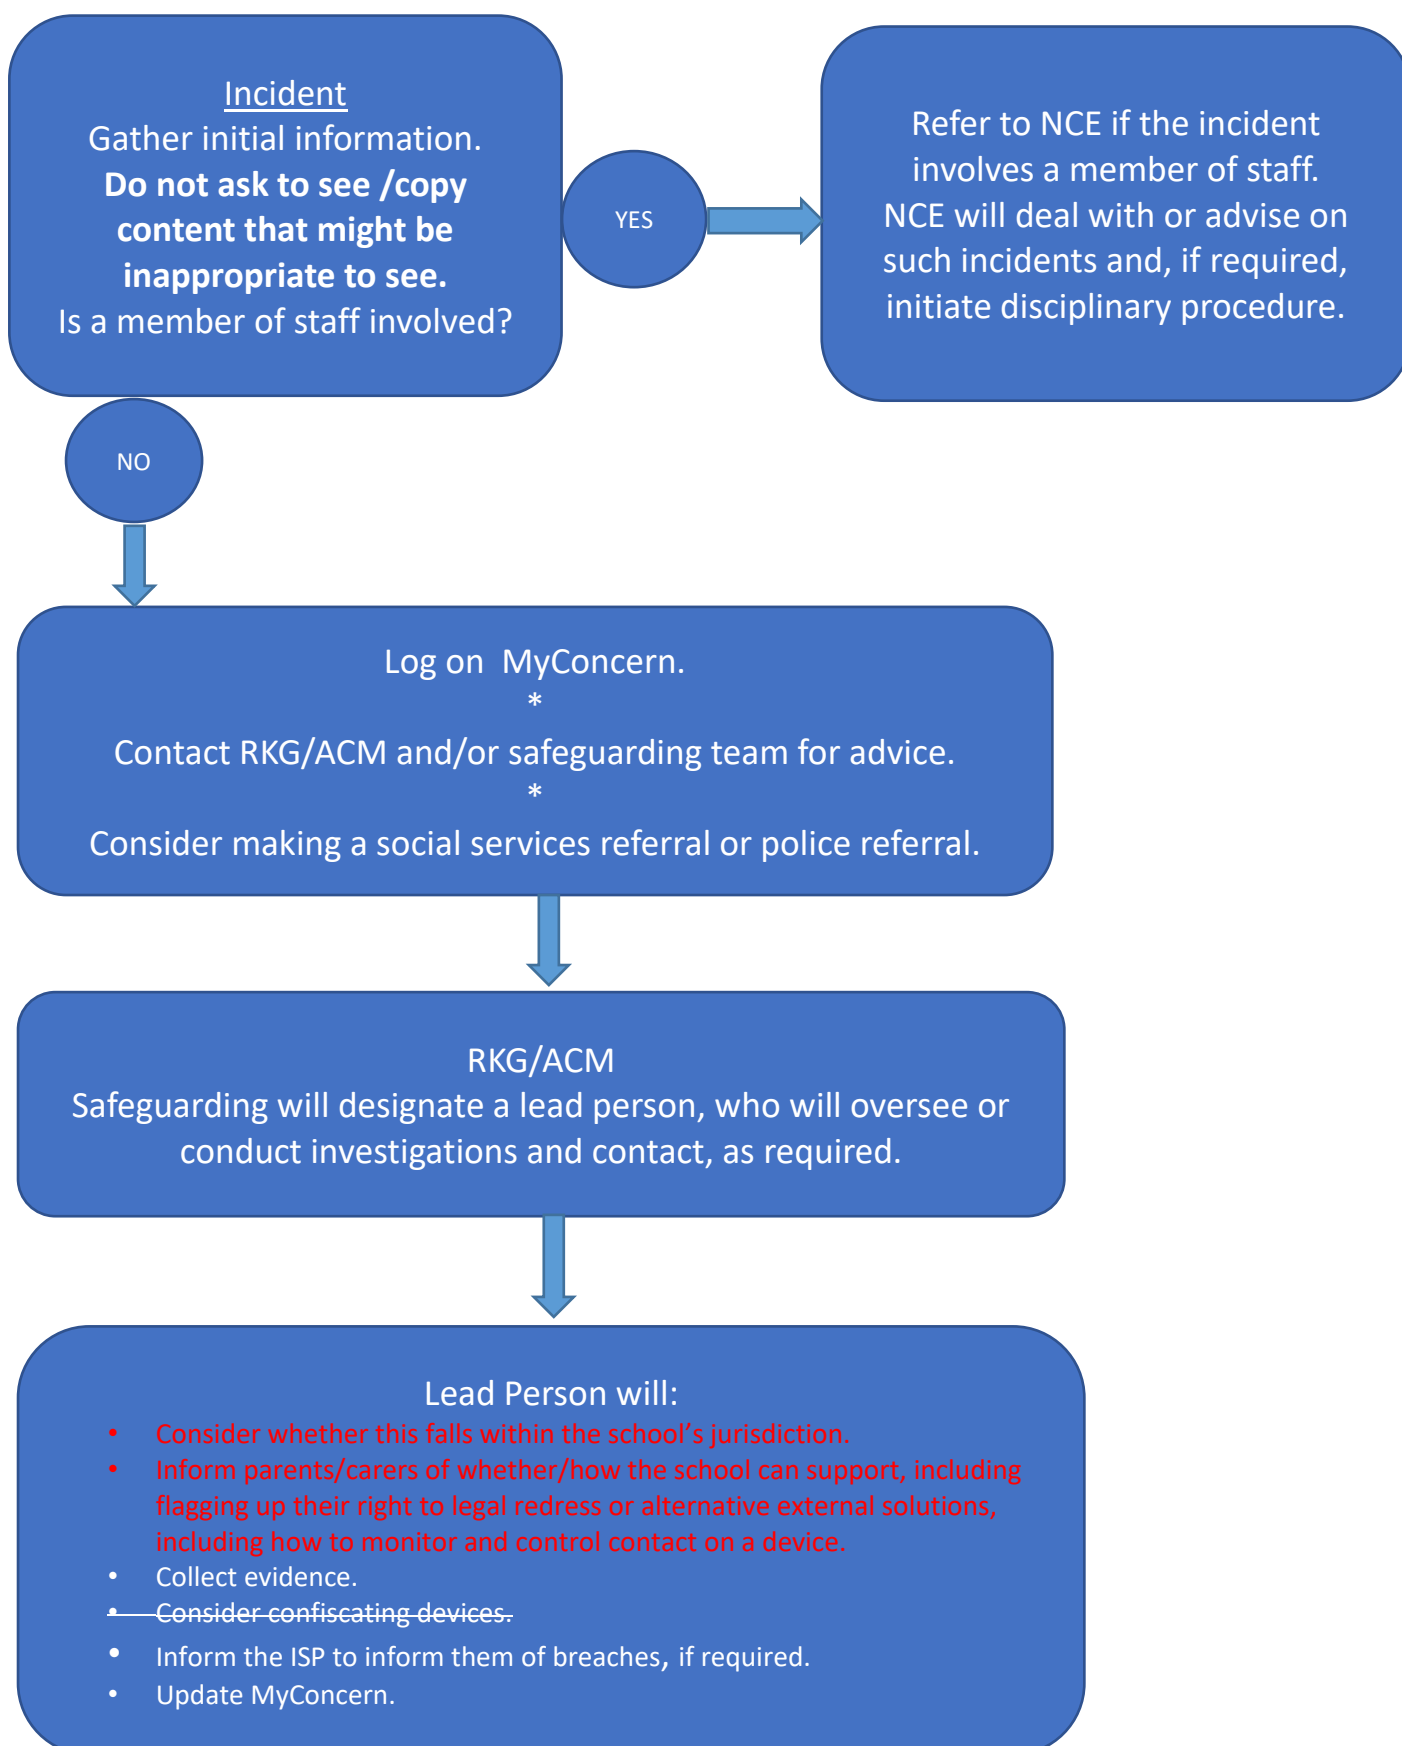 Incident
Gather initial information.
Do not ask to see /copy
content that might be
inappropriate to see.
Is a member of staff involved?
YES
Refer to NCE if the incident
involves a member of staff.
NCE will deal with or advise on
such incidents and, if required,
initiate disciplinary procedure.
NO
Log on  MyConcern.
*
Contact RKG/ACM and/or safeguarding team for advice.
*
Consider making a social services referral or police referral.
RKG/ACM
Safeguarding will designate a lead person, who will oversee or
conduct investigations and contact, as required.
Lead Person will:
• Consider whether this falls within the school’s jurisdiction.
• Inform parents/carers of whether/how the school can support, including
flagging up their right to legal redress or alternative external solutions,
including how to monitor and control contact on a device.
• Collect evidence.
• Consider confiscating devices.
• Inform the ISP to inform them of breaches, if required.
• Update MyConcern.